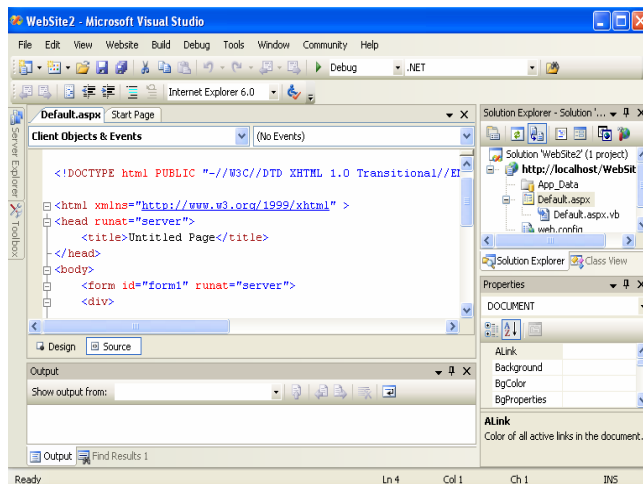 WebSite2 - Microsoft Visual Studio
File Edit View Website Build Debug Tools Window Community Help
Debug .NET
Internet Explorer 6.0
Server Explorer
Toolbox
Default.aspx Start Page
Client Objects & Events (No Events)
<!DOCTYPE html PUBLIC "-//W3C//DTD XHTML 1.0 Transitional//EN
<html xmlns="http://www.w3.org/1999/xhtml" >
<head runat="server">
<title>Untitled Page</title>
</head>
<body>
<form id="form1" runat="server">
<div>
Design Source
Output
Show output from:
Output Find Results 1
Solution Explorer - Solution '...
Solution 'WebSite2' (1 project)
http://localhost/WebSit
App_Data
Default.aspx
Default.aspx.vb
web.config
Solution Explorer Class View
Properties
DOCUMENT
ALink
Background
BgColor
BgProperties
ALink
Color of all active links in the document.
Ready Ln 4 Col 1 Ch 1 INS